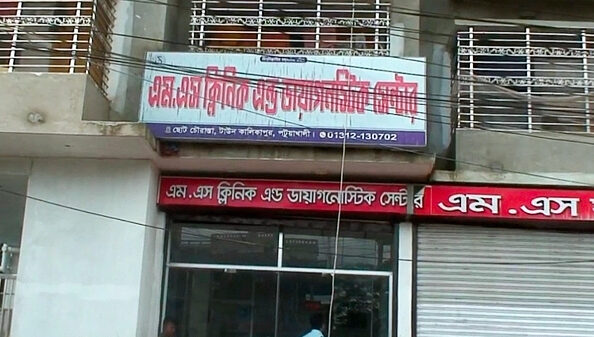 এম.এস ক্লিনিক এন্ড ডায়াগনস্টিক সেন্টার
ছোট চৌরাস্তা, টাউন কালিকাপুর, পটুয়াখালী। 01312-130702
এম.এস ক্লিনিক এন্ড ডায়াগনোস্টিক সেন্টার
এম.এস